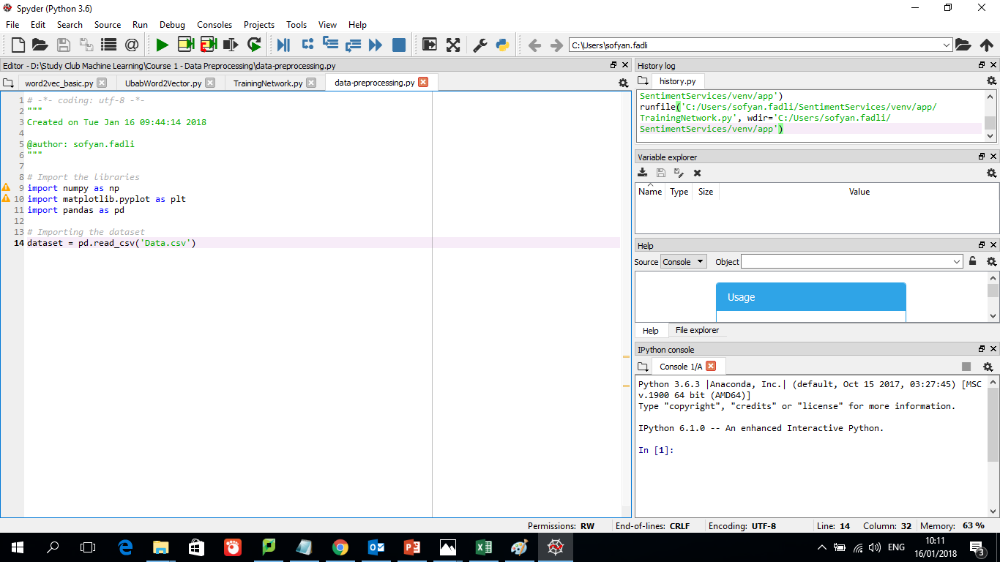 Spyder (Python 3.6)
File Edit Search Source Run Debug Consoles Projects Tools View Help
C:\Users\sofyan.fadli
Editor - D:\Study Club Machine Learning\Course 1 - Data Preprocessing\data-preprocessing.py
word2vec_basic.py UbabWord2Vector.py TrainingNetwork.py data-preprocessing.py
1 # -*- coding: utf-8 -*-
2 """
3 Created on Tue Jan 16 09:44:14 2018
4
5 @author: sofyan.fadli
6 """
7
8 # Import the libraries
9 import numpy as np
10 import matplotlib.pyplot as plt
11 import pandas as pd
12
13 # Importing the dataset
14 dataset = pd.read_csv('Data.csv')
History log
history.py
SentimentServices/venv/app')
runfile('C:/Users/sofyan.fadli/SentimentServices/venv/app/
TrainingNetwork.py', wdir='C:/Users/sofyan.fadli/
SentimentServices/venv/app')
Variable explorer
Name Type Size Value
Help
Source Console Object
Usage
Help File explorer
IPython console
Console 1/A
Python 3.6.3 |Anaconda, Inc.| (default, Oct 15 2017, 03:27:45) [MSC
v.1900 64 bit (AMD64)]
Type "copyright", "credits" or "license" for more information.
IPython 6.1.0 -- An enhanced Interactive Python.
In [1]:
Permissions: RW End-of-lines: CRLF Encoding: UTF-8 Line: 14 Column: 32 Memory: 63 %
ENG
10:11
16/01/2018
3